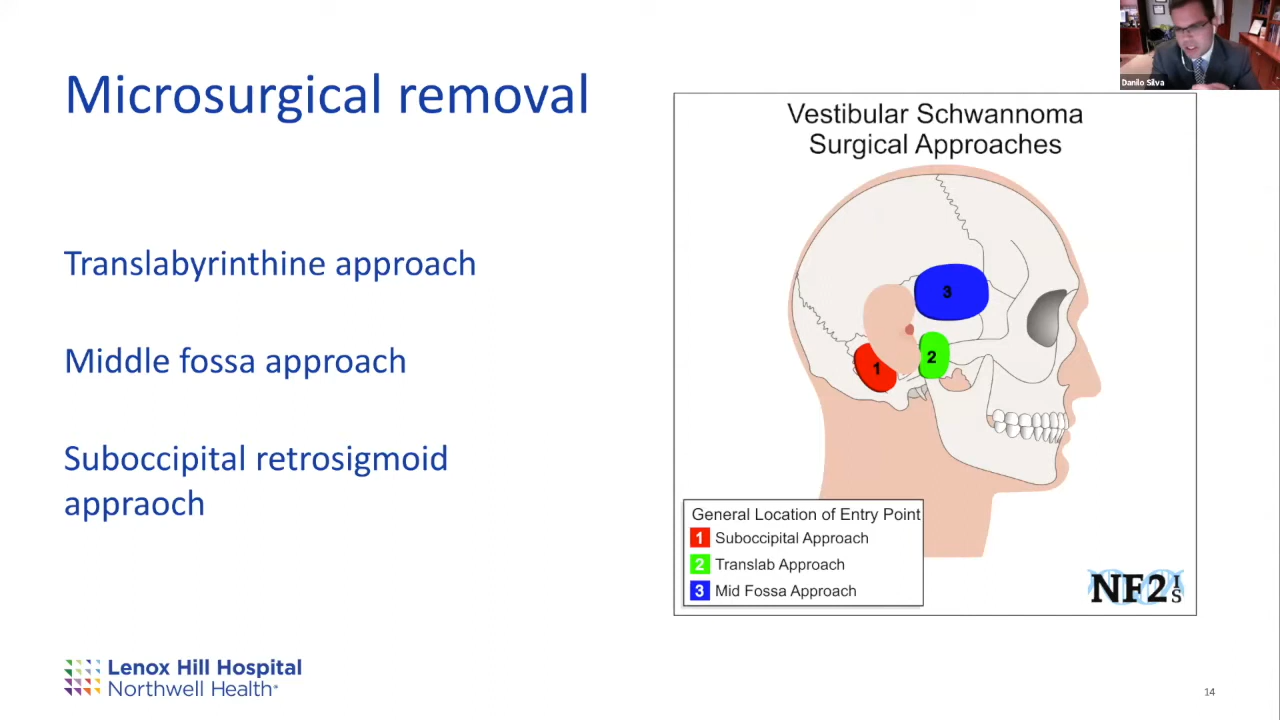 Microsurgical removal
Translabyrinthine approach
Middle fossa approach
Suboccipital retrosigmoid
appraoch
Danilo Silva
Vestibular Schwannoma
Surgical Approaches
3
2
1
General Location of Entry Point
1 Suboccipital Approach
2 Translab Approach
3 Mid Fossa Approach
NF2IS
Lenox Hill Hospital
Northwell Health
14